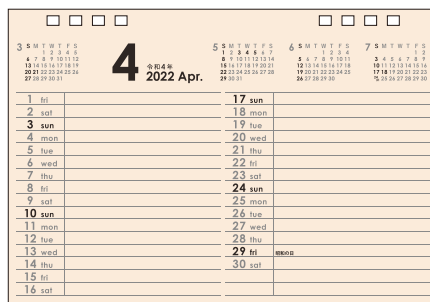 3 S M T W T F S
1 2 3 4 5
6 7 8 9 10 11 12
13 14 15 16 17 18 19
20 21 22 23 24 25 26
27 28 29 30 31
4
令和4年
2022 Apr.
5 S M T W T F S
1 2 3 4 5 6 7
8 9 10 11 12 13 14
15 16 17 18 19 20 21
22 23 24 25 26 27 28
29 30 31
6 S M T W T F S
1 2 3 4
5 6 7 8 9 10 11
12 13 14 15 16 17 18
19 20 21 22 23 24 25
26 27 28 29 30
7 S M T W T F S
1 2
3 4 5 6 7 8 9
10 11 12 13 14 15 16
17 18 19 20 21 22 23
25 26 27 28 29 30
1 fri
2 sat
3 sun
4 mon
5 tue
6 wed
7 thu
8 fri
9 sat
10 sun
11 mon
12 tue
13 wed
14 thu
15 fri
16 sat
17 sun
18 mon
19 tue
20 wed
21 thu
22 fri
23 sat
24 sun
25 mon
26 tue
27 wed
28 thu
29 fri 昭和の日
30 sat